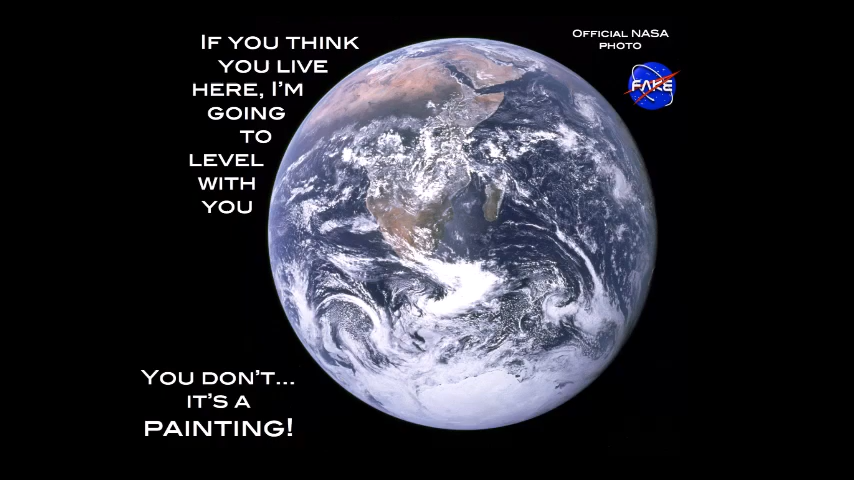 If you think
you live
here, I'm
going
to
level
with
you
Official NASA
photo
FAKE
You don't...
it's a
painting!